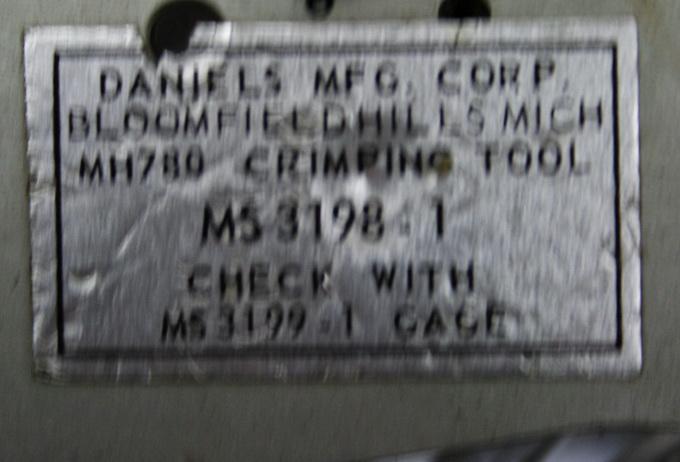 DANIELS MFG. CORP.
BLOOMFIELD HILLS MICH
MH780 CRIMPING TOOL
MS 3198-1
CHECK WITH
MS 3199-1 GAGE